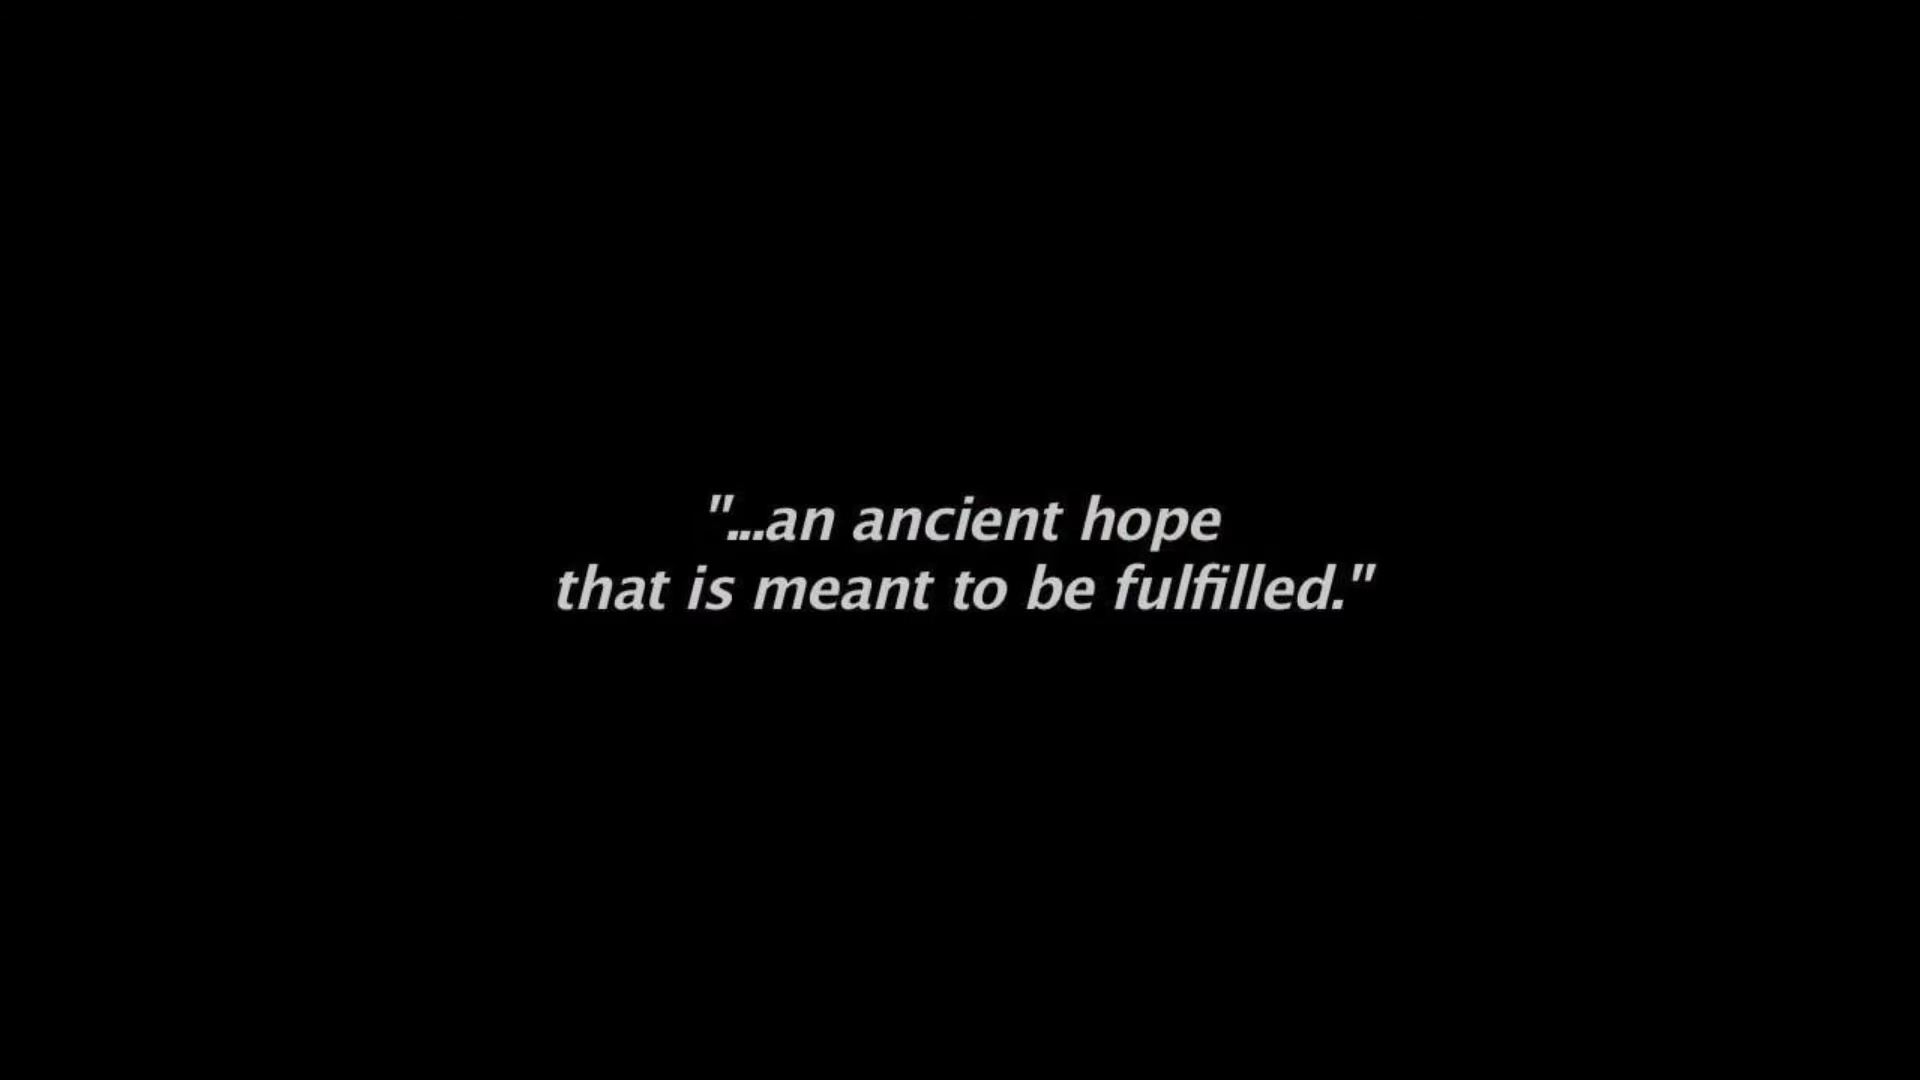 "...an ancient hope
that is meant to be fulfilled."